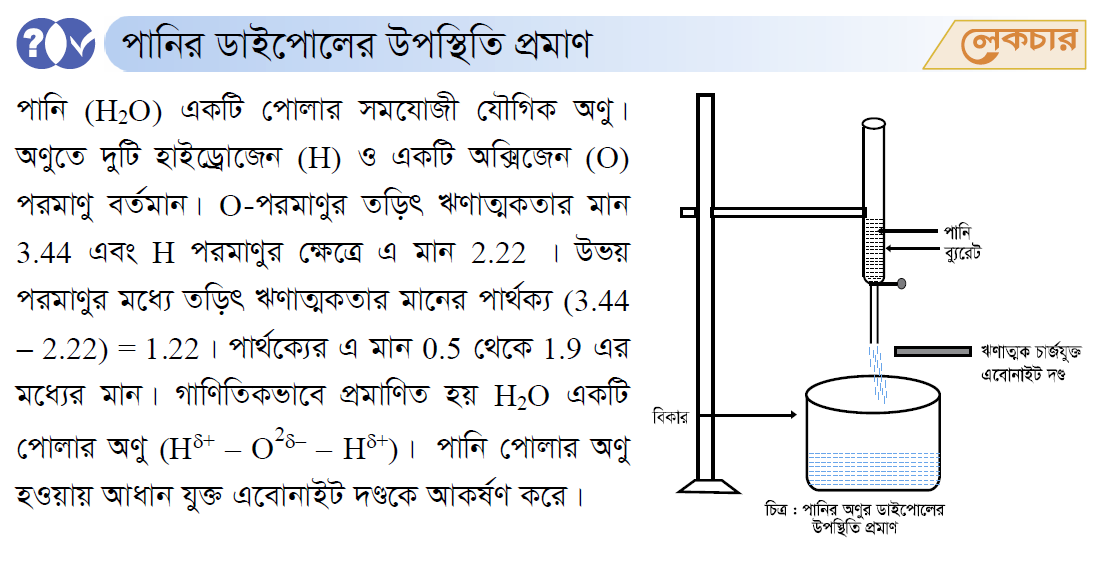 পানির ডাইপোলের উপস্থিতি প্রমাণ
লেকচার
পানি (H₂O) একটি পোলার সমযোজী যৌগিক অণু।
অণুতে দুটি হাইড্রোজেন (H) ও একটি অক্সিজেন (O)
পরমাণু বর্তমান। O-পরমাণুর তড়িৎ ঋণাত্মকতার মান
3.44 এবং H পরমাণুর ক্ষেত্রে এ মান 2.22 । উভয়
পরমাণুর মধ্যে তড়িৎ ঋণাত্মকতার মানের পার্থক্য (3.44
– 2.22) = 1.22। পার্থক্যের এ মান 0.5 থেকে 1.9 এর
মধ্যের মান। গাণিতিকভাবে প্রমাণিত হয় H₂O একটি
পোলার অণু (Hᵟ⁺ – O²ᵟ⁻ – Hᵟ⁺)। পানি পোলার অণু
হওয়ায় আধান যুক্ত এবোনাইট দণ্ডকে আকর্ষণ করে।
পানি
ব্যুরেট
ঋণাত্মক চার্জযুক্ত
এবোনাইট দণ্ড
বিকার
চিত্র : পানির অণুর ডাইপোলের
উপস্থিতি প্রমাণ